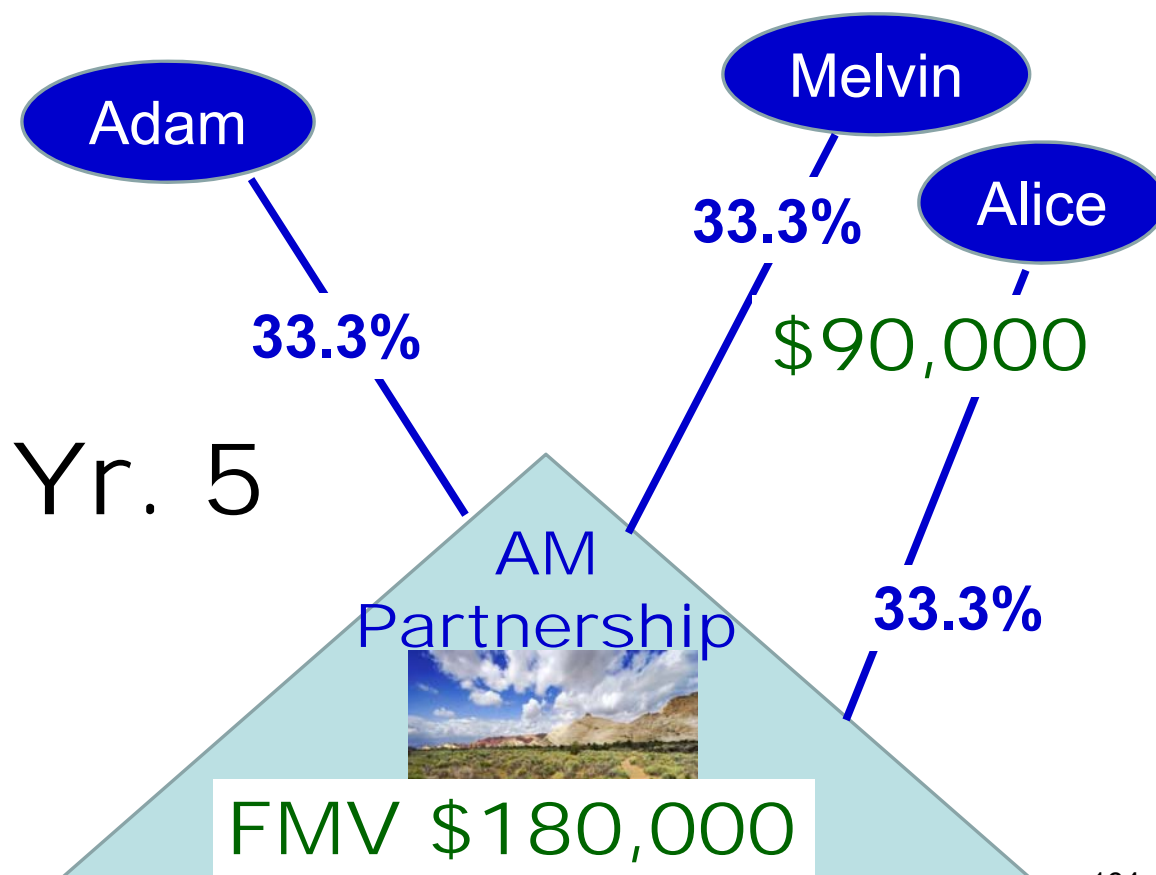 Adam
Melvin
Alice
33.3%
33.3%
$90,000
Yr. 5
AM
Partnership
33.3%
FMV $180,000